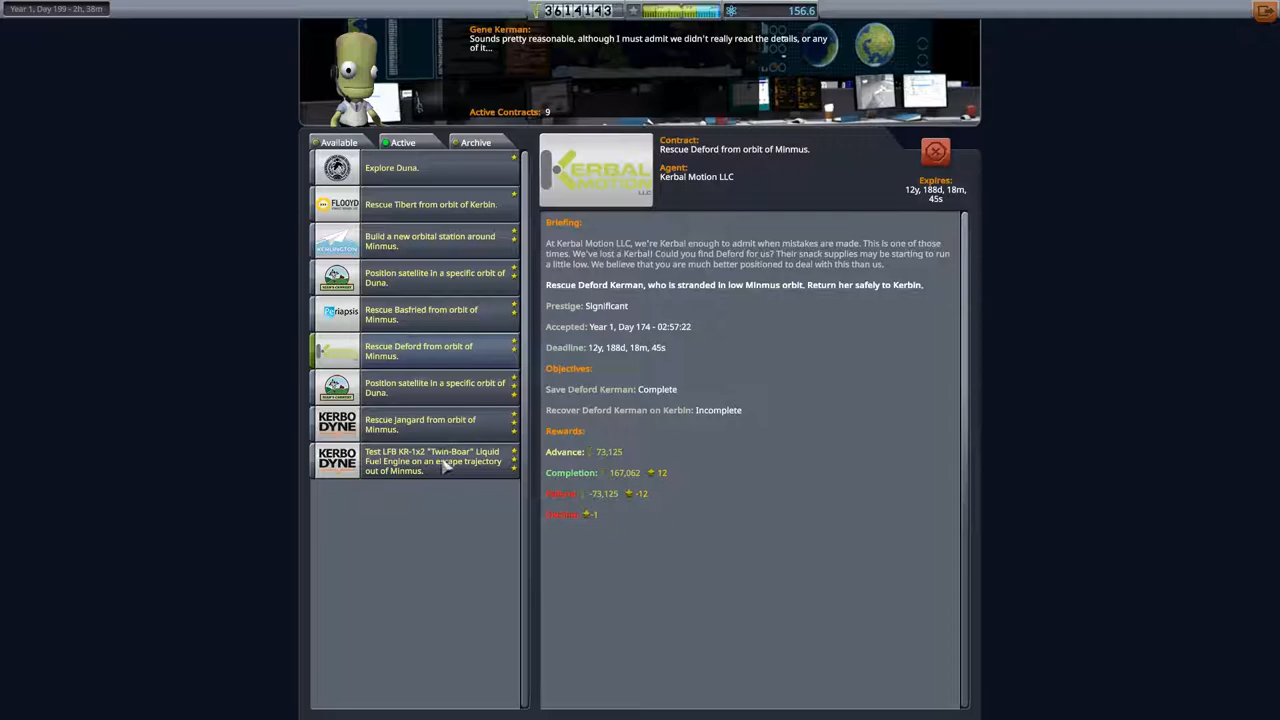 Year 1, Day 199 - 2h, 38m
3614143
156.6
Gene Kerman:
Sounds pretty reasonable, although I must admit we didn't really read the details, or any
of it...
Active Contracts: 9
Available
Active
Archive
Explore Duna.
FLOOYD
Rescue Tibert from orbit of Kerbin.
Build a new orbital station around
Minmus.
Position satellite in a specific orbit of
Duna.
Periapsis
Rescue Basfried from orbit of
Minmus.
Rescue Deford from orbit of
Minmus.
Position satellite in a specific orbit of
Duna.
KERBO
DYNE
Rescue Jangard from orbit of
Minmus.
KERBO
DYNE
Test LFB KR-1x2 "Twin-Boar" Liquid
Fuel Engine on an escape trajectory
out of Minmus.
KERBAL
MOTION
LLC
Contract:
Rescue Deford from orbit of Minmus.
Agent:
Kerbal Motion LLC
Expires:
12y, 188d, 18m,
45s
Briefing:
At Kerbal Motion LLC, we're Kerbal enough to admit when mistakes are made. This is one of those
times. We've lost a Kerbal! Could you find Deford for us? Their snack supplies may be starting to run
a little low. We believe that you are much better positioned to deal with this than us.
Rescue Deford Kerman, who is stranded in low Minmus orbit. Return her safely to Kerbin.
Prestige: Significant
Accepted: Year 1, Day 174 - 02:57:22
Deadline: 12y, 188d, 18m, 45s
Objectives:
Save Deford Kerman: Complete
Recover Deford Kerman on Kerbin: Incomplete
Rewards:
Advance: 73,125
Completion: 167,062 12
-73,125 -12
-1